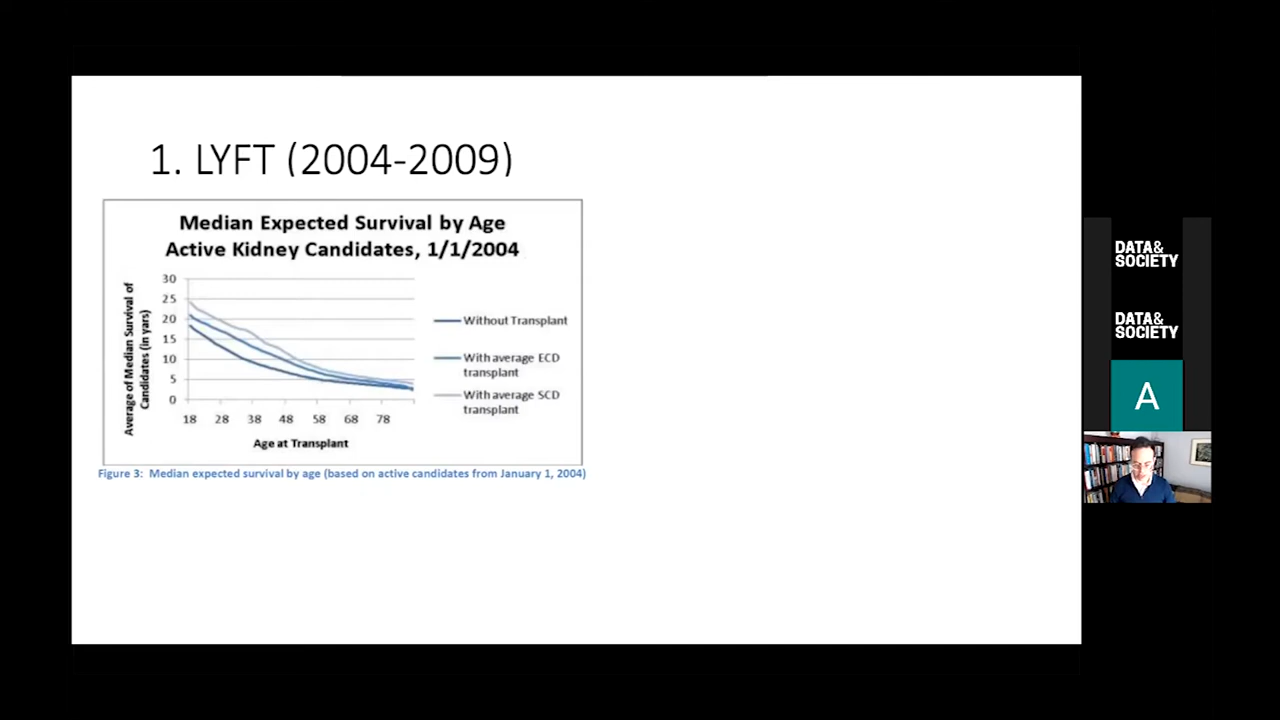 1. LYFT (2004-2009)
Median Expected Survival by Age
Active Kidney Candidates, 1/1/2004
Average of Median Survival of
Candidates (in yars)
30
25
20
15
10
5
0
18 28 38 48 58 68 78
Age at Transplant
Without Transplant
With average ECD
transplant
With average SCD
transplant
Figure 3: Median expected survival by age (based on active candidates from January 1, 2004)
DATA&
SOCIETY
DATA&
SOCIETY
A